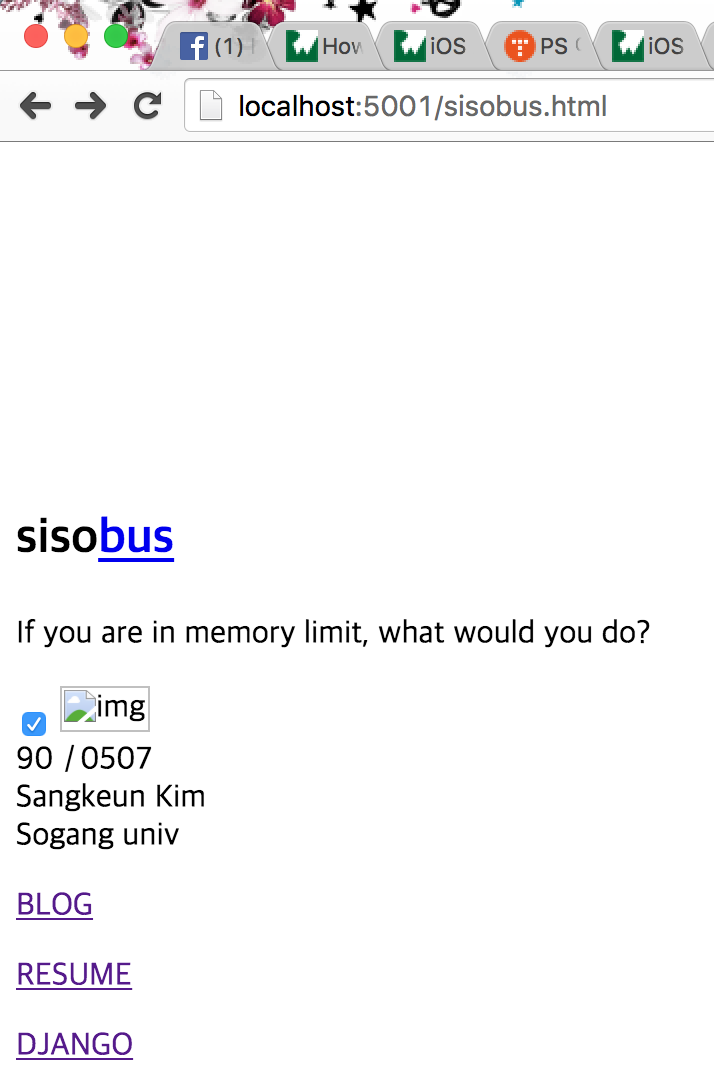 (1)
How
iOS
PS
iOS
localhost:5001/sisobus.html
sisobus
If you are in memory limit, what would you do?
img
90 / 0507
Sangkeun Kim
Sogang univ
BLOG
RESUME
DJANGO